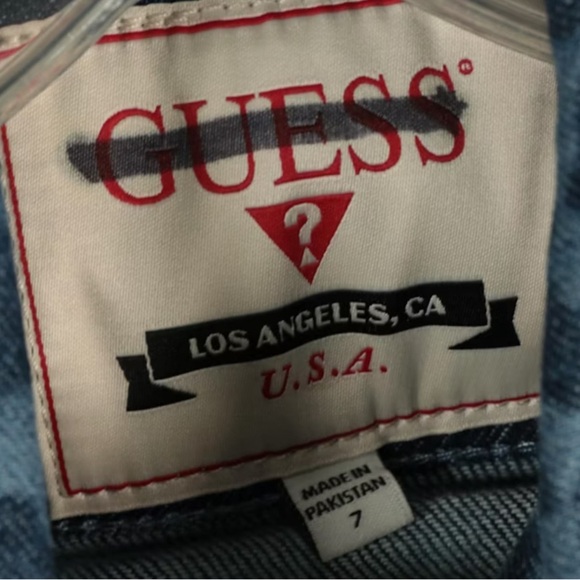 GUESS®
?
LOS ANGELES, CA
U.S.A.
MADE IN
PAKISTAN
7